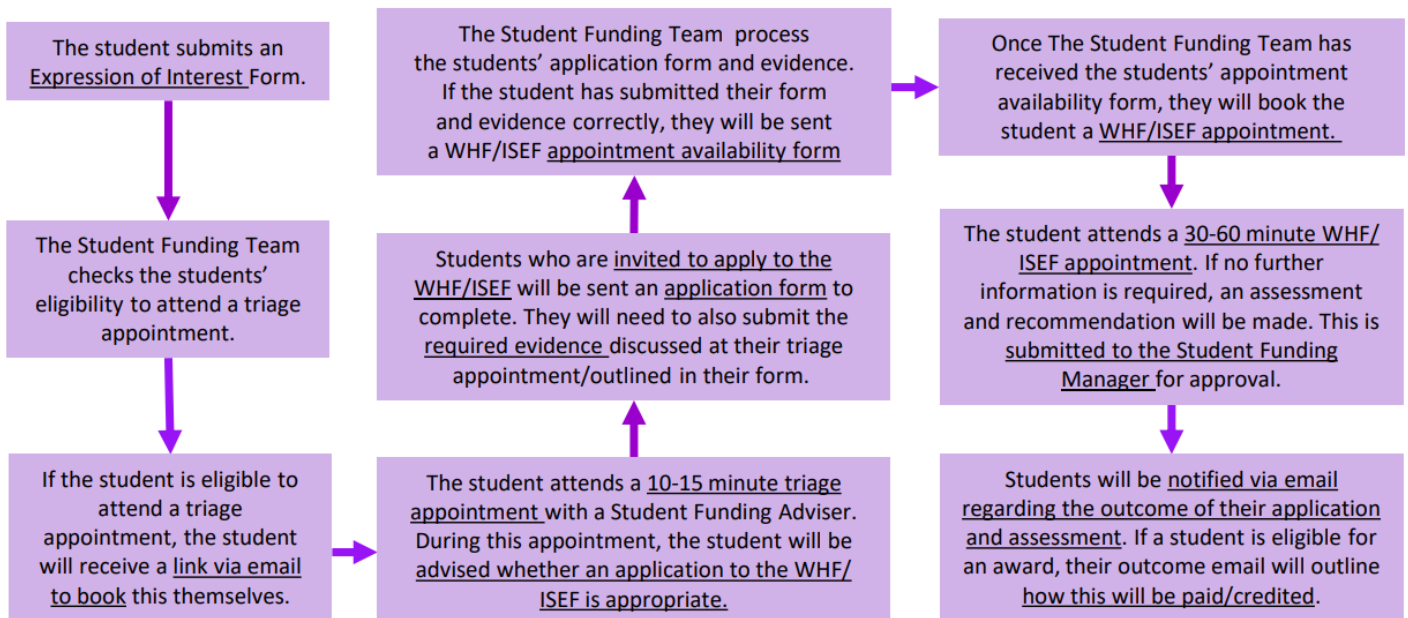 The student submits an
Expression of Interest Form.
The Student Funding Team
checks the students’
eligibility to attend a triage
appointment.
If the student is eligible to
attend a triage
appointment, the student
will receive a link via email
to book this themselves.
The student attends a 10-15 minute triage
appointment with a Student Funding Adviser.
During this appointment, the student will be
advised whether an application to the WHF/
ISEF is appropriate.
Students who are invited to apply to the
WHF/ISEF will be sent an application form to
complete. They will need to also submit the
required evidence discussed at their triage
appointment/outlined in their form.
The Student Funding Team process
the students’ application form and evidence.
If the student has submitted their form
and evidence correctly, they will be sent
a WHF/ISEF appointment availability form
Once The Student Funding Team has
received the students’ appointment
availability form, they will book the
student a WHF/ISEF appointment.
The student attends a 30-60 minute WHF/
ISEF appointment. If no further
information is required, an assessment
and recommendation will be made. This is
submitted to the Student Funding
Manager for approval.
Students will be notified via email
regarding the outcome of their application
and assessment. If a student is eligible for
an award, their outcome email will outline
how this will be paid/credited.